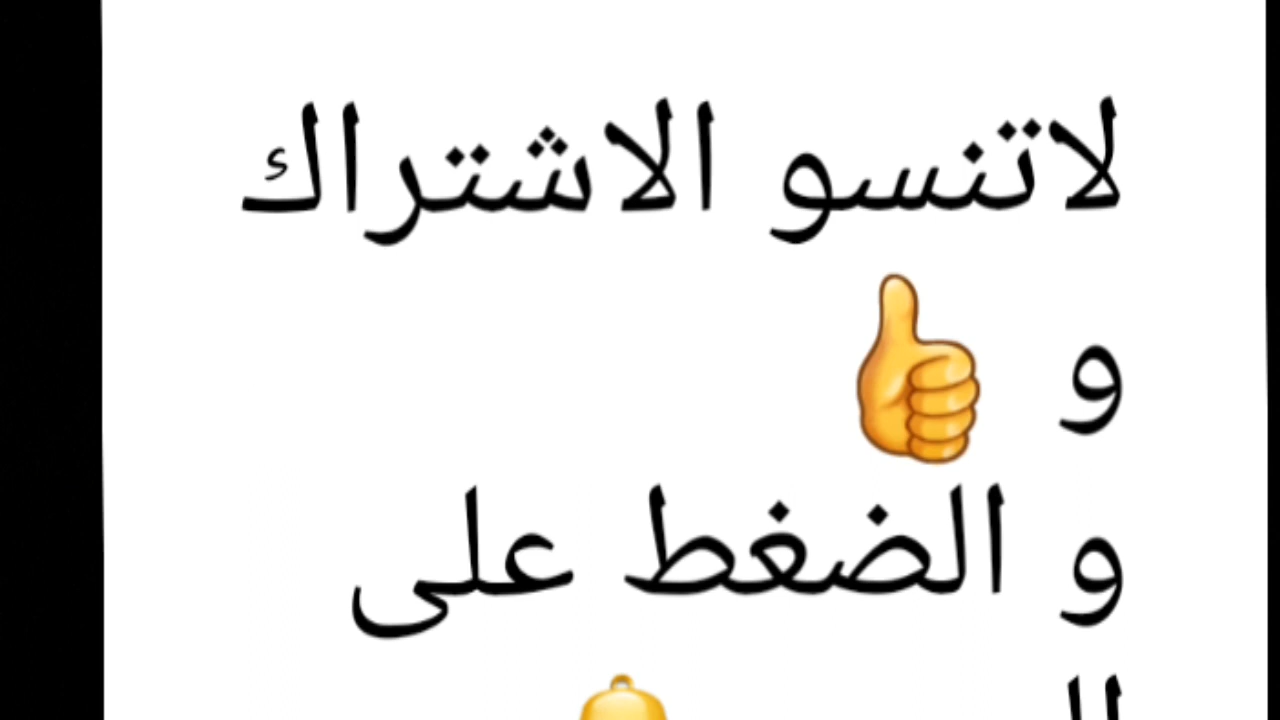 لاتنسو الاشتراك
و 👍
و الضغط على